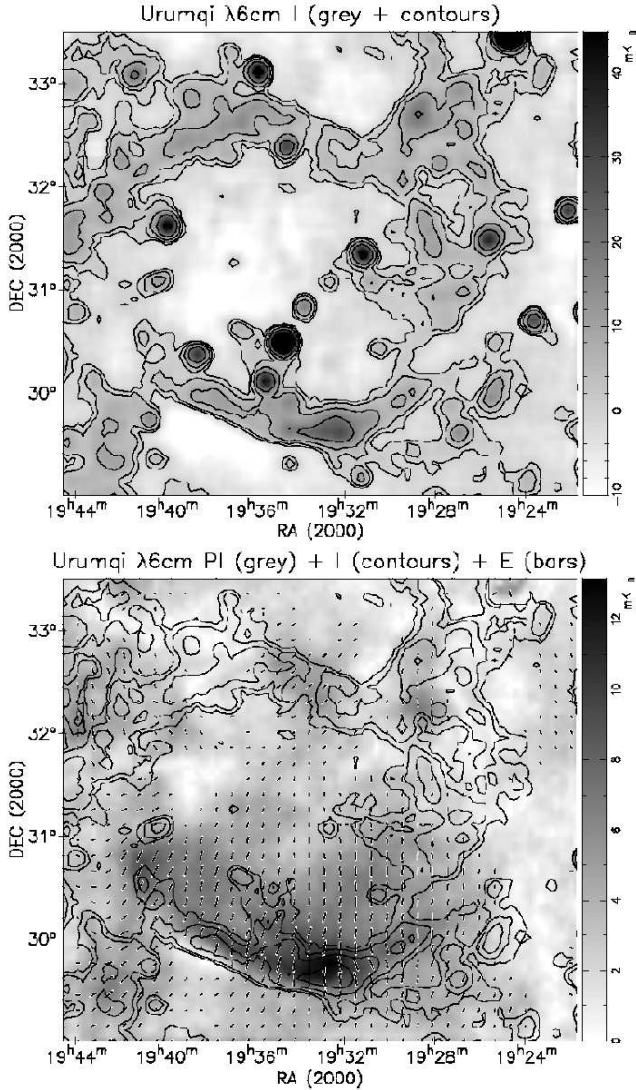 Urumqi λ6cm I (grey + contours)
33°
32°
31°
30°
DEC (2000)
19ʰ44ᵐ 19ʰ40ᵐ 19ʰ36ᵐ 19ʰ32ᵐ 19ʰ28ᵐ 19ʰ24ᵐ
RA (2000)
40
30
20
10
0
−10
Urumqi λ6cm PI (grey) + I (contours) + E (bars)
33°
32°
31°
30°
DEC (2000)
19ʰ44ᵐ 19ʰ40ᵐ 19ʰ36ᵐ 19ʰ32ᵐ 19ʰ28ᵐ 19ʰ24ᵐ
RA (2000)
12
10
8
6
4
2
0